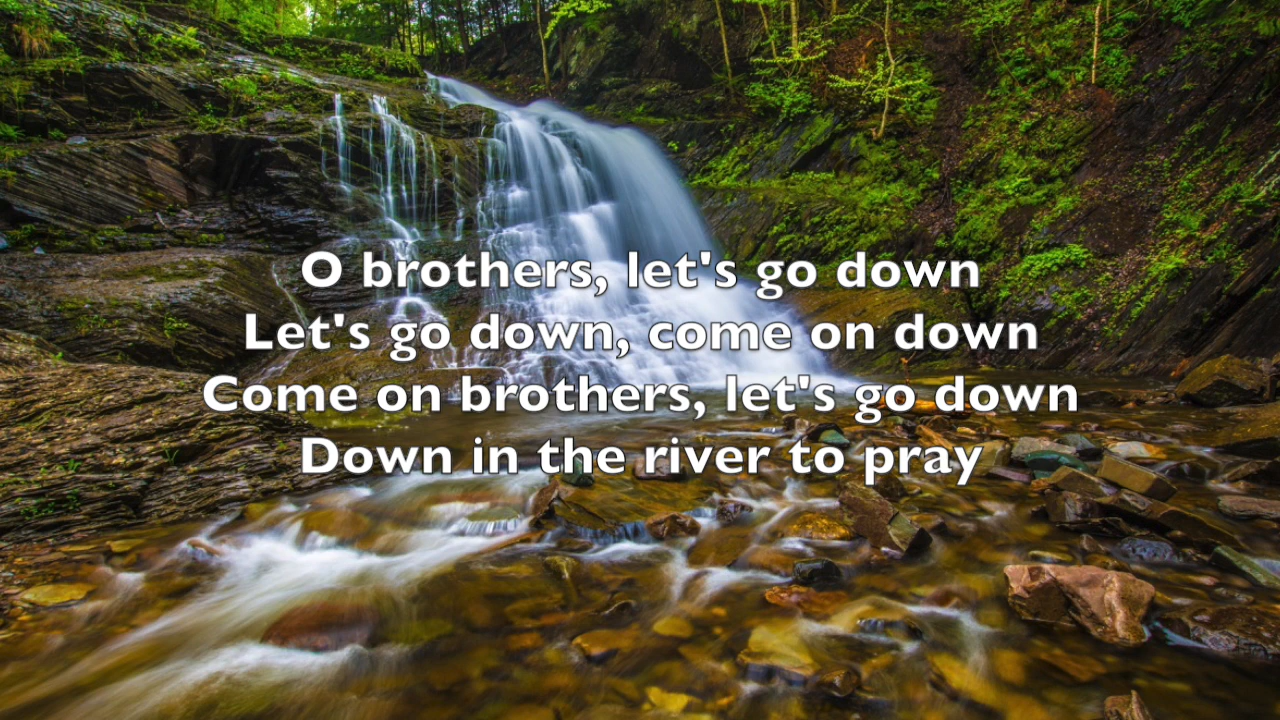 O brothers, let's go down
Let's go down, come on down
Come on brothers, let's go down
Down in the river to pray